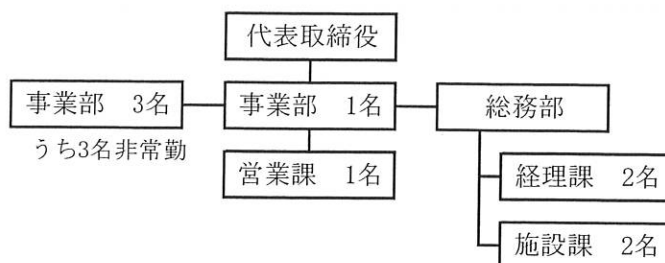 代表取締役
事業部　3名
事業部　1名
総務部
うち3名非常勤
営業課　1名
経理課　2名
施設課　2名